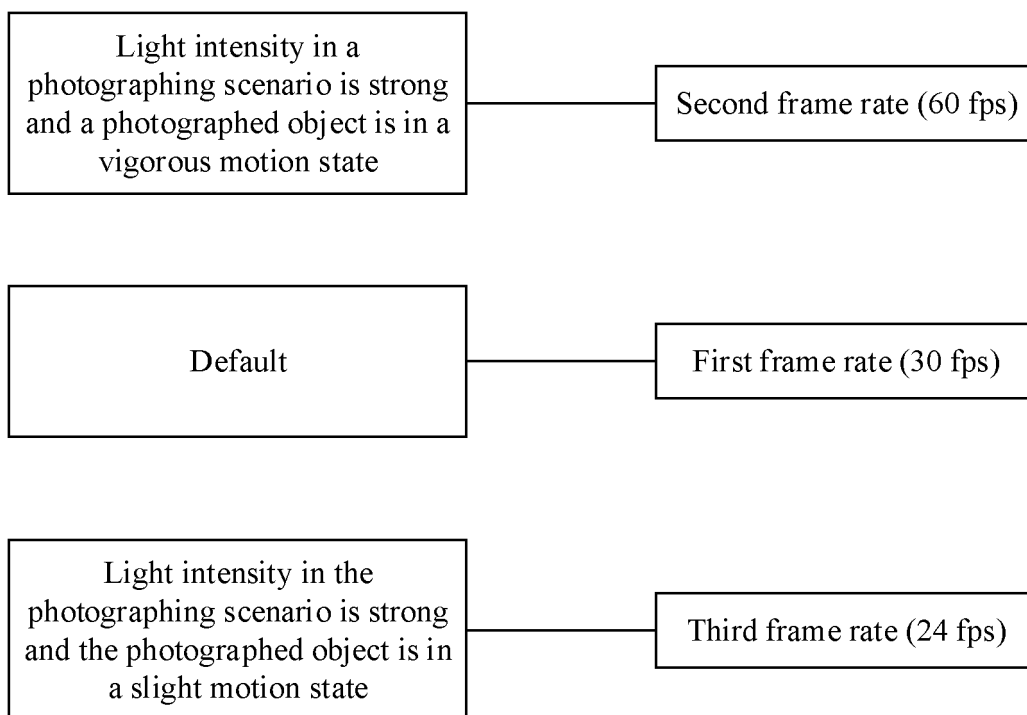 Light intensity in a
photographing scenario is strong
and a photographed object is in a
vigorous motion state
Second frame rate (60 fps)
Default
First frame rate (30 fps)
Light intensity in the
photographing scenario is strong
and the photographed object is in
a slight motion state
Third frame rate (24 fps)